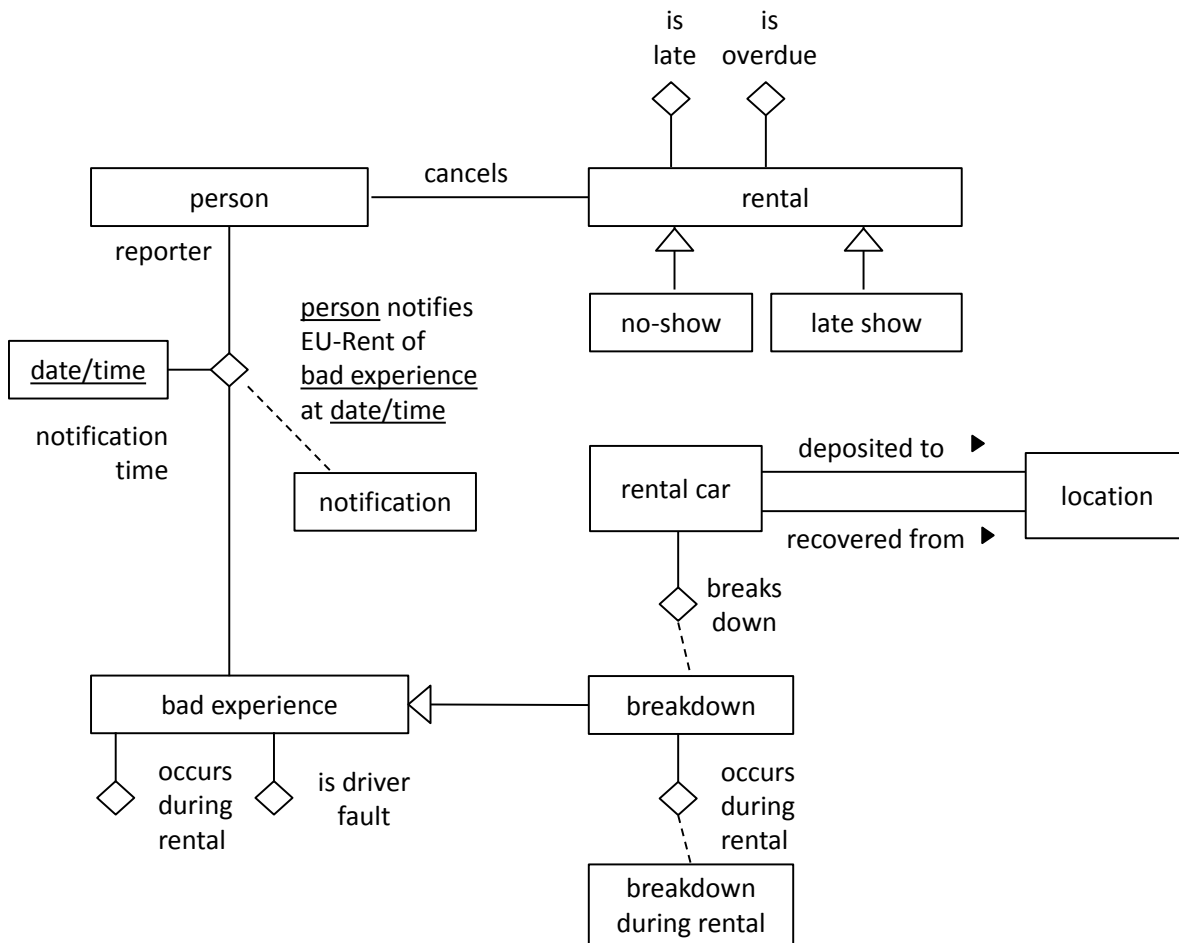 is
late
is
overdue
cancels
person
rental
reporter
person notifies
EU-Rent of
bad experience
at date/time
no-show
late show
date/time
notification
time
notification
rental car
deposited to
recovered from
location
breaks
down
bad experience
breakdown
occurs
during
rental
is driver
fault
occurs
during
rental
breakdown
during rental